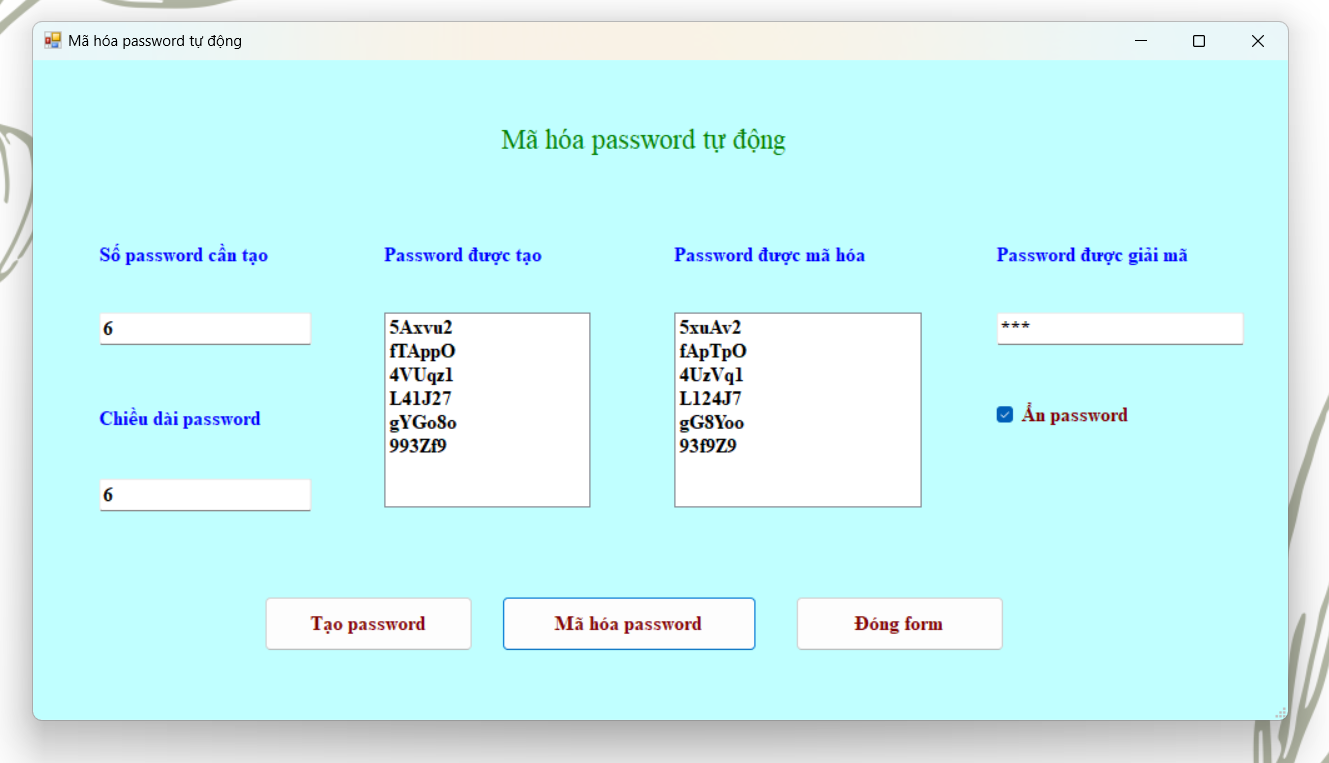 Mã hóa password tự động
Mã hóa password tự động
Số password cần tạo
6
Chiều dài password
6
Password được tạo
5Axvu2
fTAppO
4VUqz1
L41J27
gYGo8o
993Zf9
Password được mã hóa
5xuAv2
fApTpO
4UzVq1
L124J7
gG8Yoo
93f9Z9
Password được giải mã
***
Ẩn password
Tạo password
Mã hóa password
Đóng form